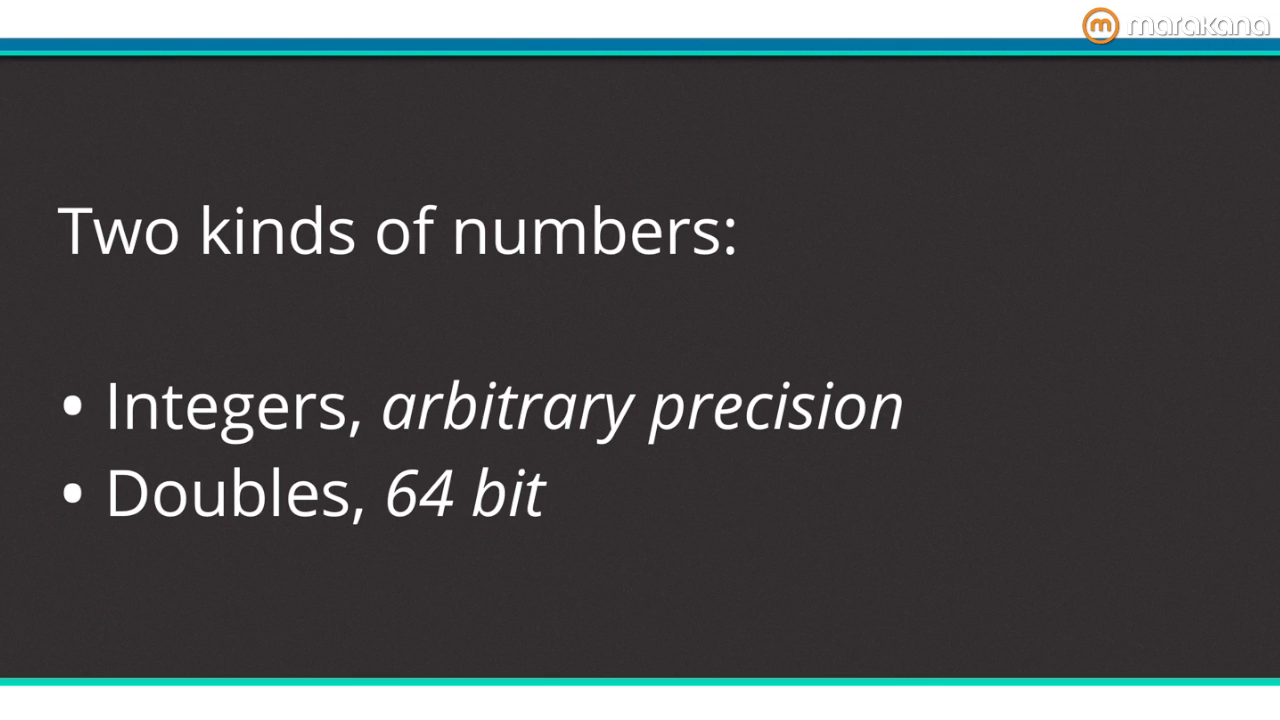 marakana
Two kinds of numbers:
• Integers, arbitrary precision
• Doubles, 64 bit